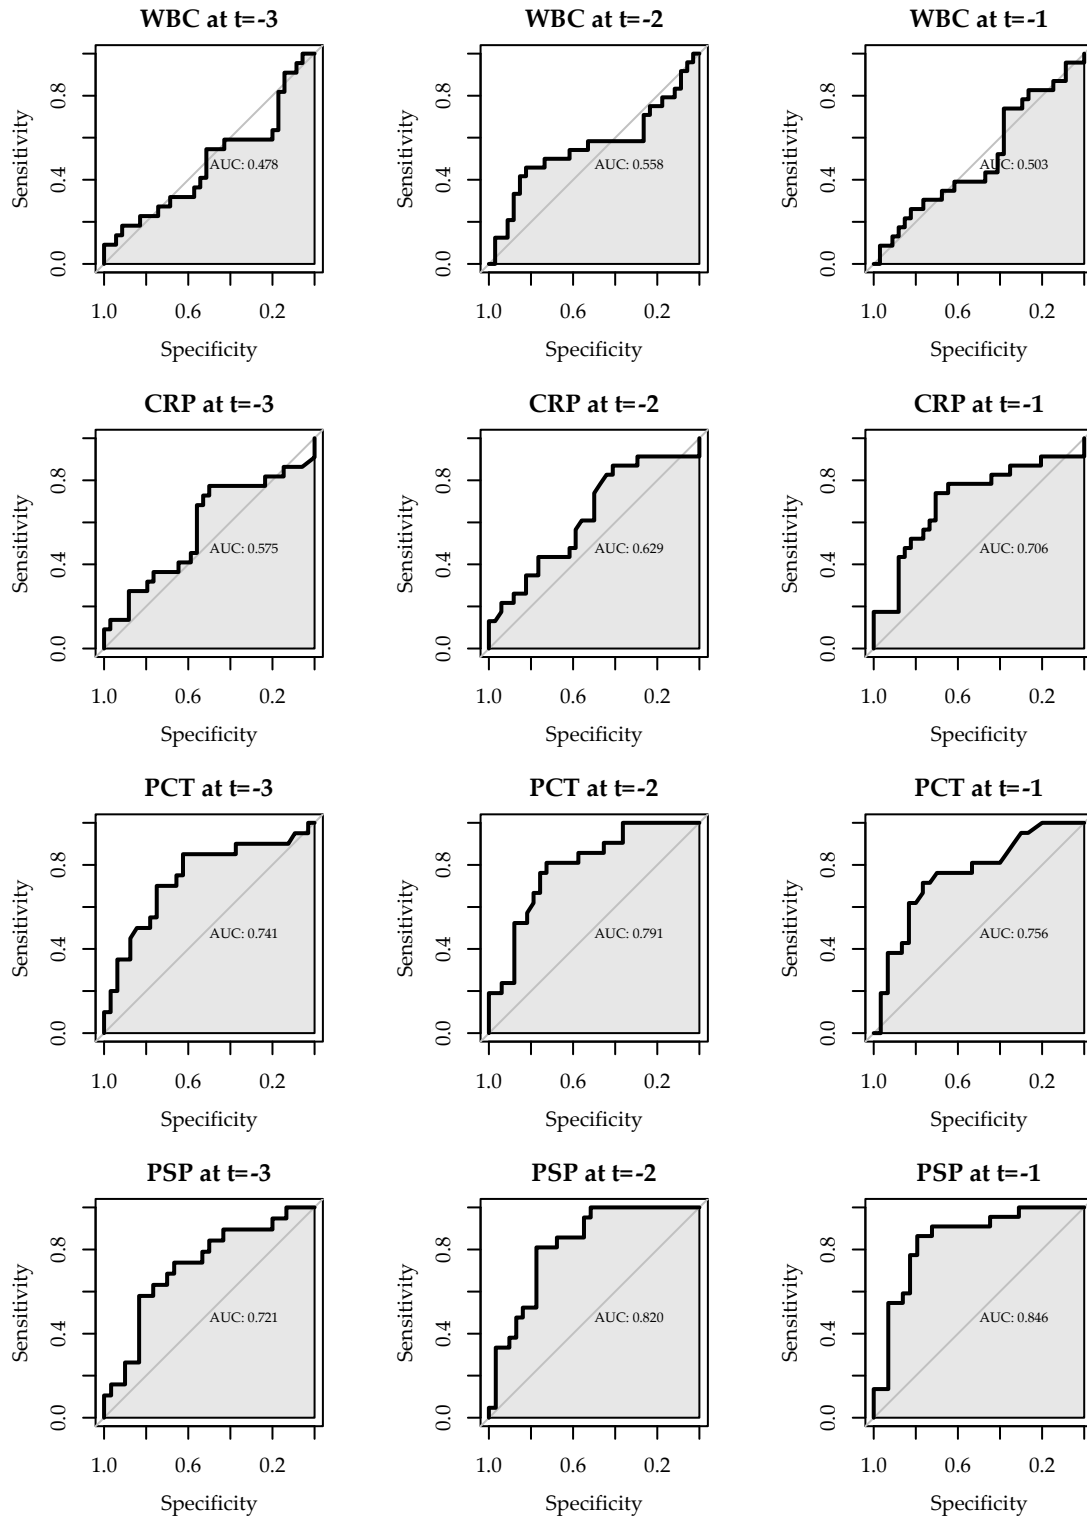 WBC at t=-3
WBC at t=-2
WBC at t=-1
Sensitivity
0.0 0.4 0.8
AUC: 0.478
1.0 0.6 0.2
Specificity
Sensitivity
0.0 0.4 0.8
AUC: 0.558
1.0 0.6 0.2
Specificity
Sensitivity
0.0 0.4 0.8
AUC: 0.503
1.0 0.6 0.2
Specificity
CRP at t=-3
CRP at t=-2
CRP at t=-1
Sensitivity
0.0 0.4 0.8
AUC: 0.575
1.0 0.6 0.2
Specificity
Sensitivity
0.0 0.4 0.8
AUC: 0.629
1.0 0.6 0.2
Specificity
Sensitivity
0.0 0.4 0.8
AUC: 0.706
1.0 0.6 0.2
Specificity
PCT at t=-3
PCT at t=-2
PCT at t=-1
Sensitivity
0.0 0.4 0.8
AUC: 0.741
1.0 0.6 0.2
Specificity
Sensitivity
0.0 0.4 0.8
AUC: 0.791
1.0 0.6 0.2
Specificity
Sensitivity
0.0 0.4 0.8
AUC: 0.756
1.0 0.6 0.2
Specificity
PSP at t=-3
PSP at t=-2
PSP at t=-1
Sensitivity
0.0 0.4 0.8
AUC: 0.721
1.0 0.6 0.2
Specificity
Sensitivity
0.0 0.4 0.8
AUC: 0.820
1.0 0.6 0.2
Specificity
Sensitivity
0.0 0.4 0.8
AUC: 0.846
1.0 0.6 0.2
Specificity